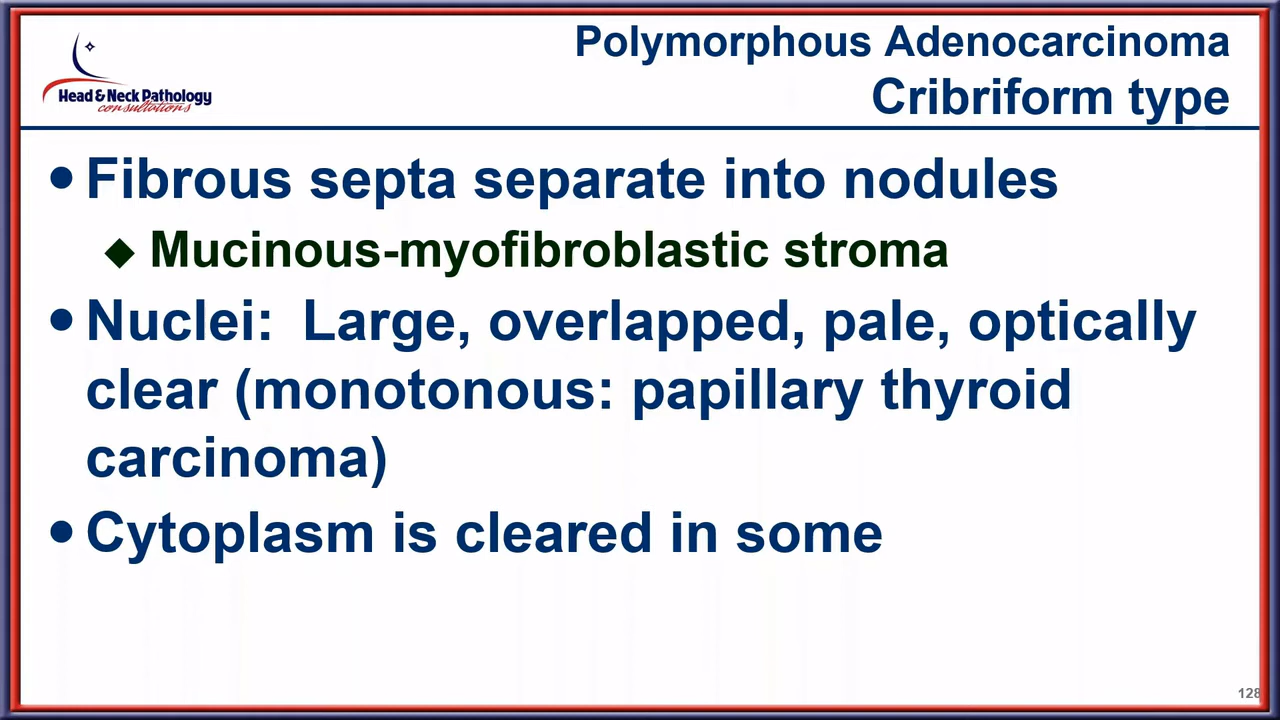 Head & Neck Pathology
consultations
Polymorphous Adenocarcinoma
Cribriform type
• Fibrous septa separate into nodules
◆ Mucinous-myofibroblastic stroma
• Nuclei:  Large, overlapped, pale, optically
clear (monotonous: papillary thyroid
carcinoma)
• Cytoplasm is cleared in some
128